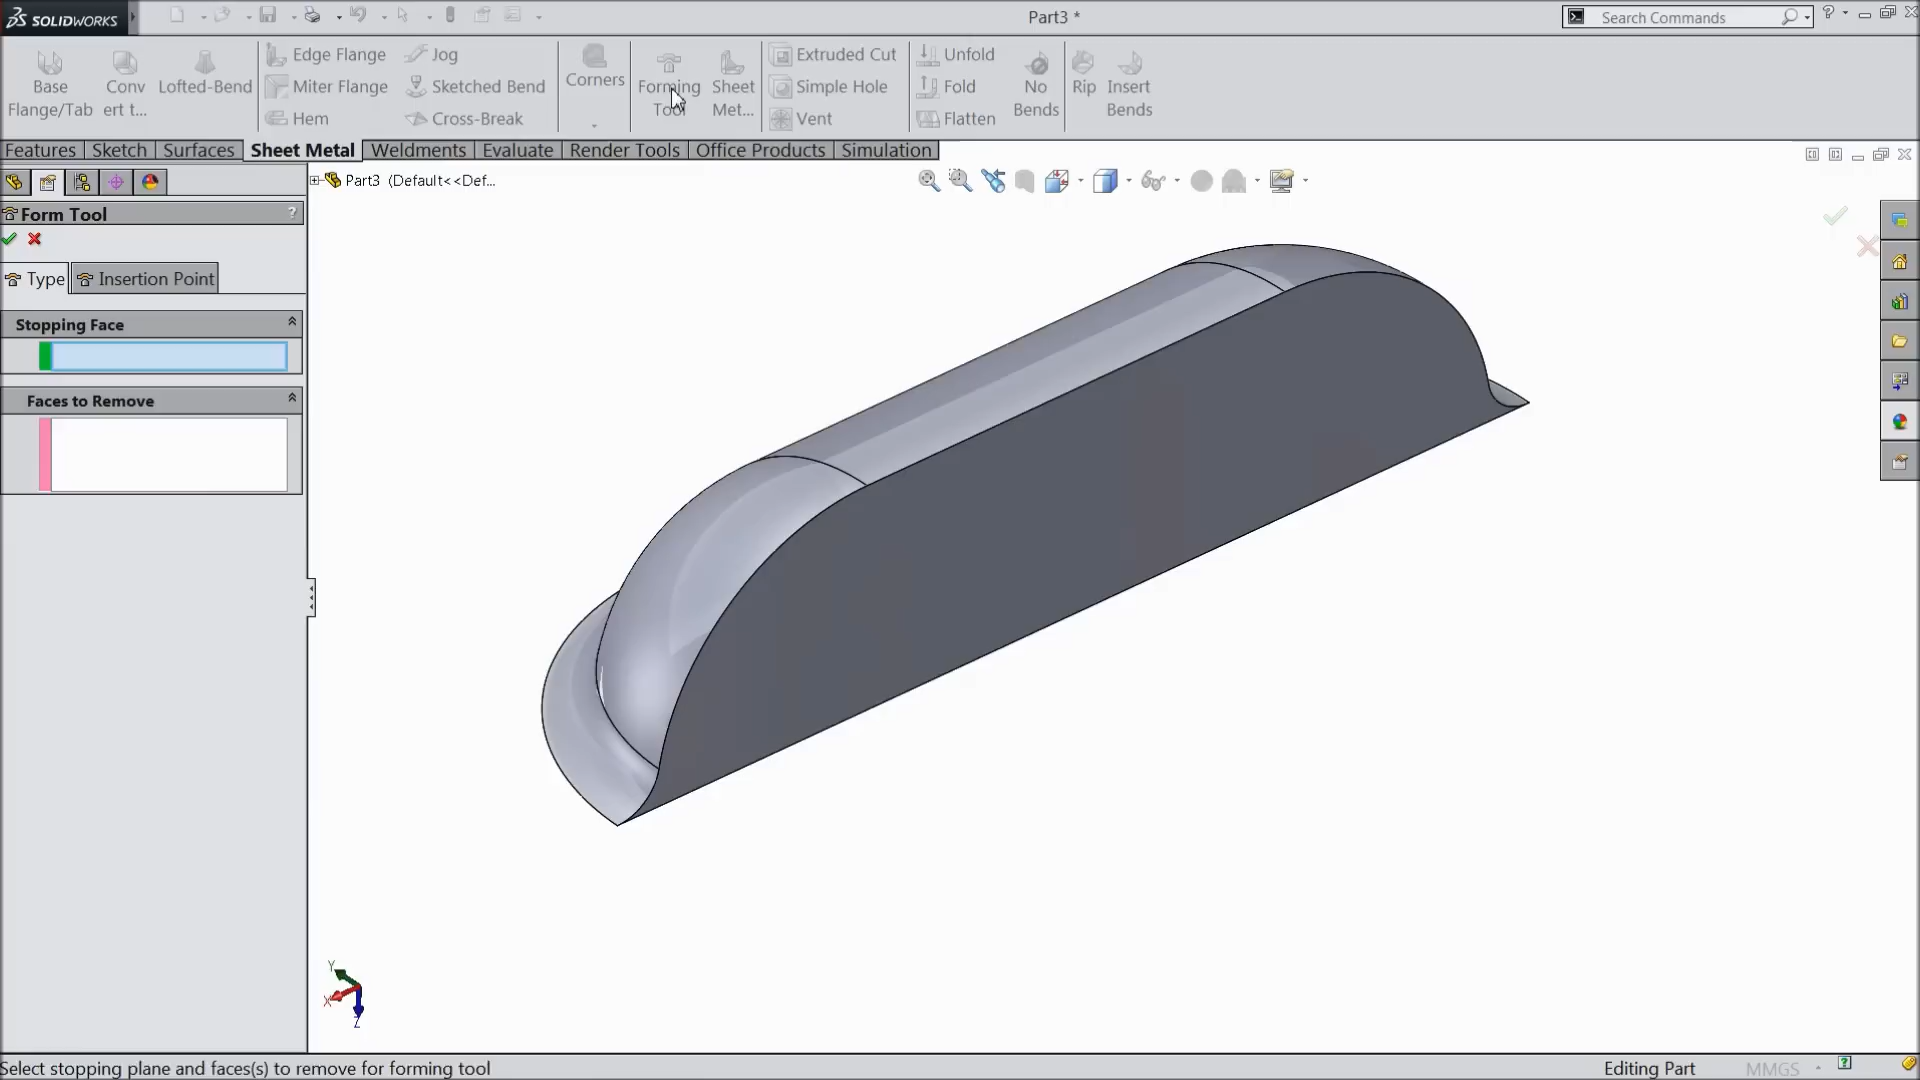 SOLIDWORKS
Part3 *
Search Commands
?
Base Flange/Tab
Conv ert t...
Lofted-Bend
Edge Flange
Miter Flange
Hem
Jog
Sketched Bend
Cross-Break
Corners
Forming Tool
Sheet Met...
Extruded Cut
Simple Hole
Vent
Unfold
Fold
Flatten
No Bends
Rip
Insert Bends
Features
Sketch
Surfaces
Sheet Metal
Weldments
Evaluate
Render Tools
Office Products
Simulation
Part3 (Default<<Def...
Form Tool
?
Type
Insertion Point
Stopping Face
Faces to Remove
Y
X
Z
Select stopping plane and faces(s) to remove for forming tool
Editing Part
MMGS
?